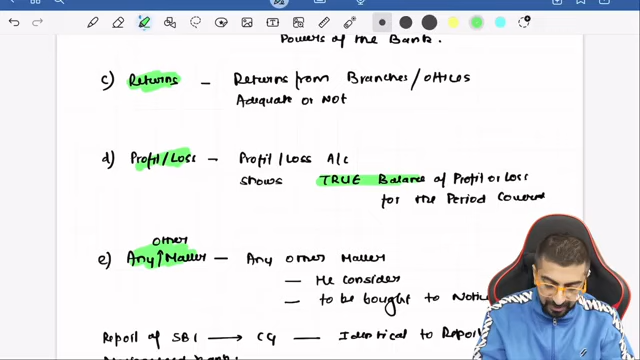 Powers of the Bank.
c) Returns — Returns from Branches/offices
Adequate or Not
d) Profit/Loss — Profit/Loss A/c
shows TRUE Balance of Profit or Loss
for the Period Covered
other
e) Any ↑ Matter — Any other Matter
— He consider
— to be bought to Notice
Report of SBI → CG — Identical to Report